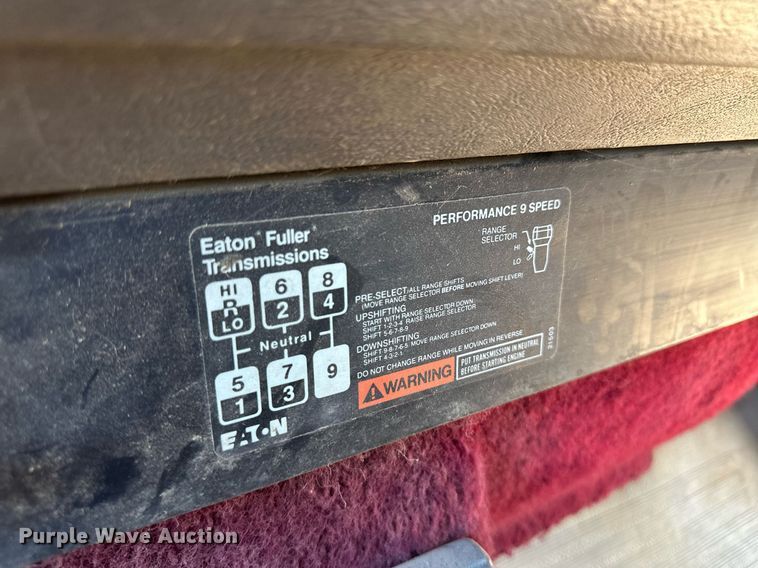 PERFORMANCE 9 SPEED
Eaton® Fuller®
Transmissions
RANGE
SELECTOR
HI
LO
HI
R
LO
6
2
8
4
Neutral
5
1
7
3
9
PRE-SELECT/ALL RANGE SHIFTS
(MOVE RANGE SELECTOR BEFORE MOVING SHIFT LEVER)
UPSHIFTING
START WITH RANGE SELECTOR DOWN
SHIFT 1-2-3-4 RAISE RANGE SELECTOR
SHIFT 5-6-7-8-9
DOWNSHIFTING
SHIFT 9-8-7-6-5 MOVE RANGE SELECTOR DOWN
SHIFT 4-3-2-1
DO NOT CHANGE RANGE WHILE MOVING IN REVERSE
WARNING
PUT TRANSMISSION IN NEUTRAL
BEFORE STARTING ENGINE
21503
EATON
Purple Wave Auction®